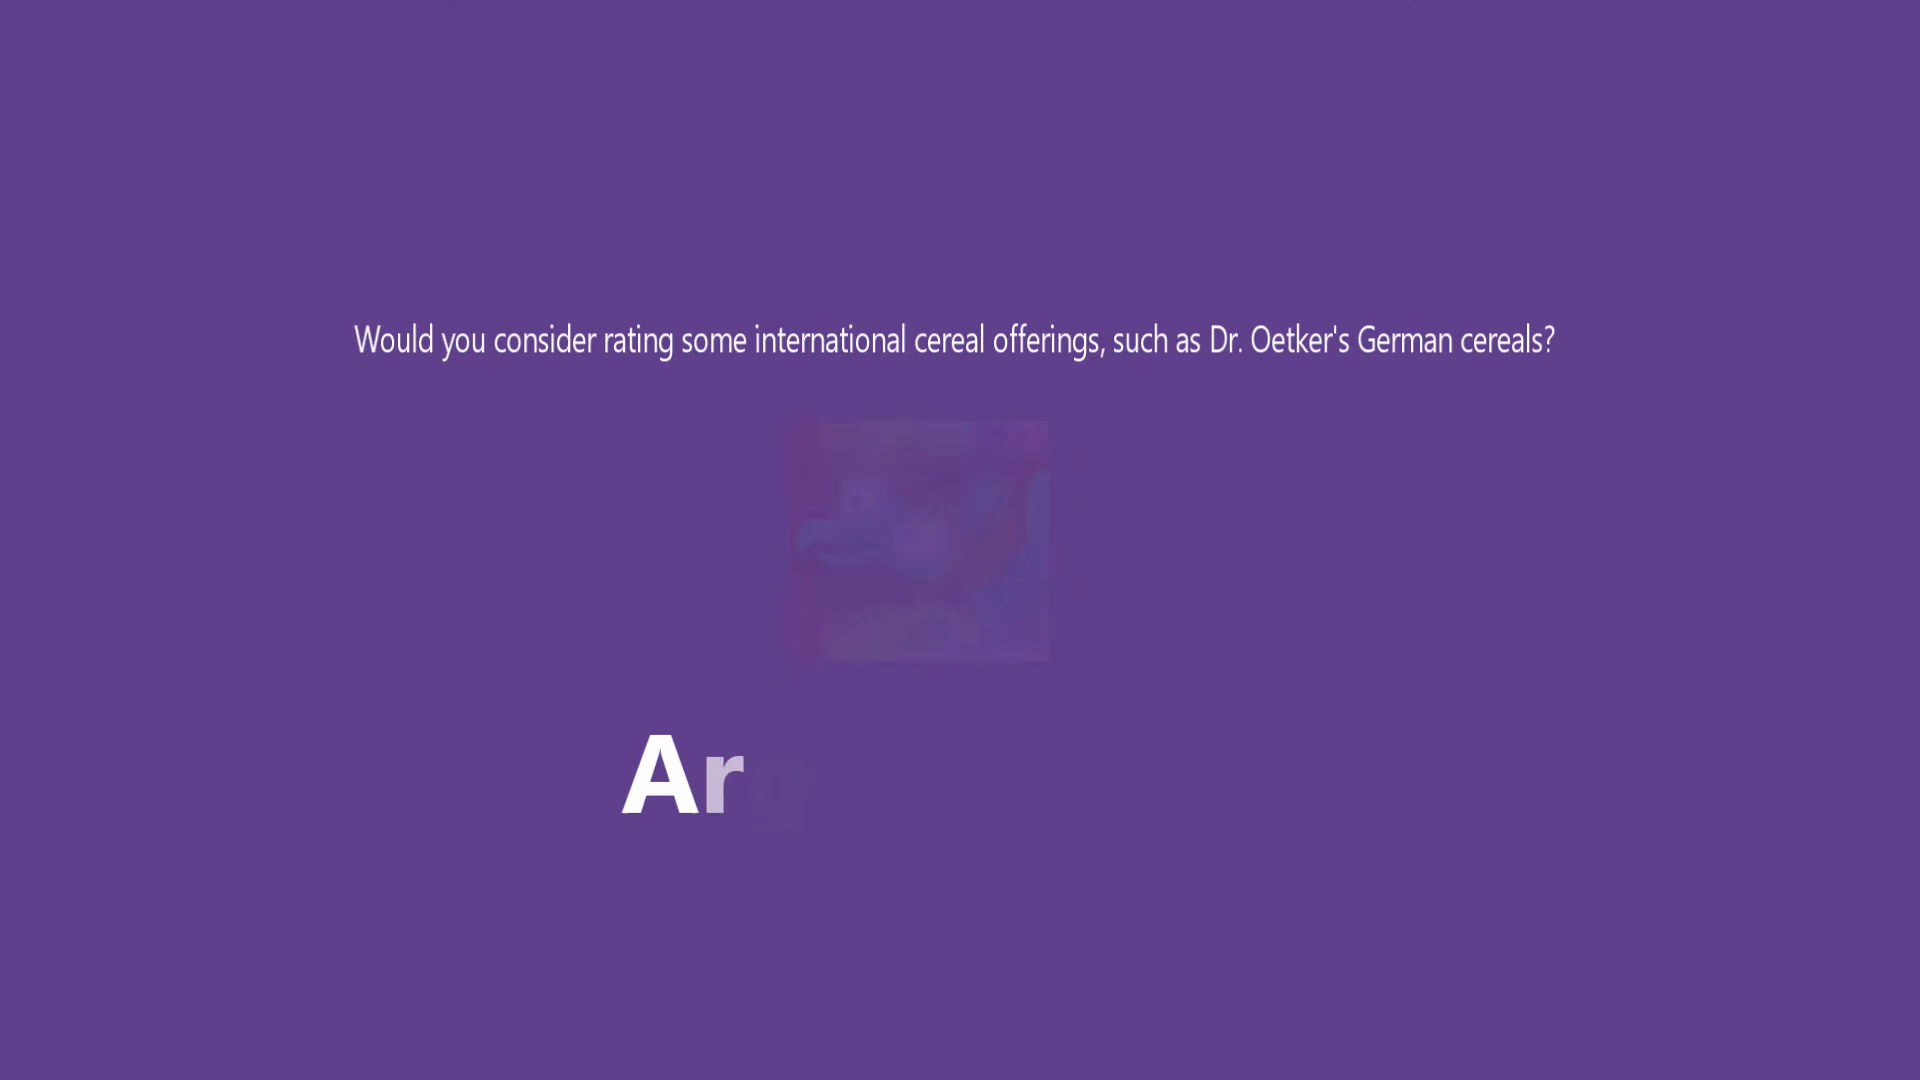 Would you consider rating some international cereal offerings, such as Dr. Oetker's German cereals?
Ar